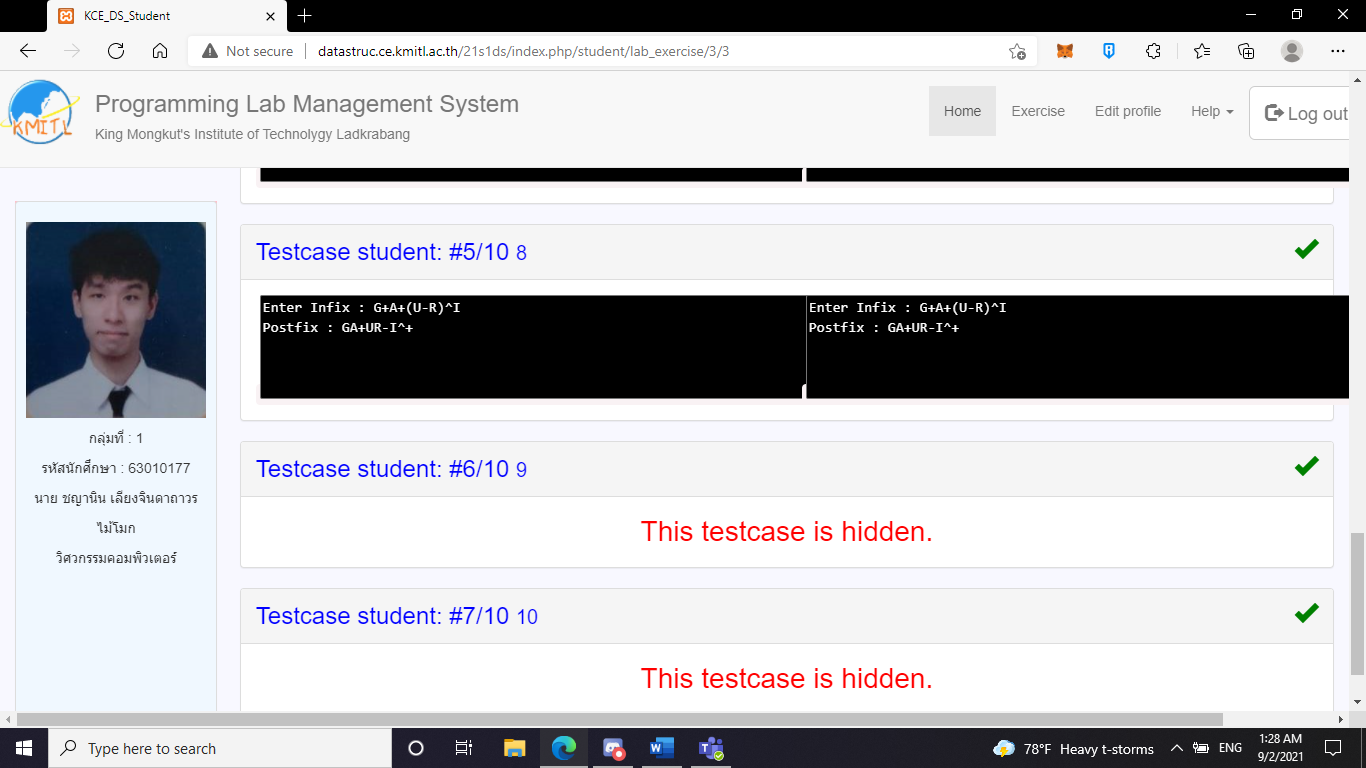 KCE_DS_Student
Not secure
datastruc.ce.kmitl.ac.th/21s1ds/index.php/student/lab_exercise/3/3
KMITL
Programming Lab Management System
King Mongkut's Institute of Technolygy Ladkrabang
Home
Exercise
Edit profile
Help
Log out
กลุ่มที่ : 1
รหัสนักศึกษา : 63010177
นาย ชญานิน เลียงจินดาถาวร
ไม้โมก
วิศวกรรมคอมพิวเตอร์
Testcase student: #5/10 8
Enter Infix : G+A+(U-R)^I
Postfix : GA+UR-I^+
Enter Infix : G+A+(U-R)^I
Postfix : GA+UR-I^+
Testcase student: #6/10 9
This testcase is hidden.
Testcase student: #7/10 10
This testcase is hidden.
Type here to search
78°F Heavy t-storms
ENG
1:28 AM
9/2/2021